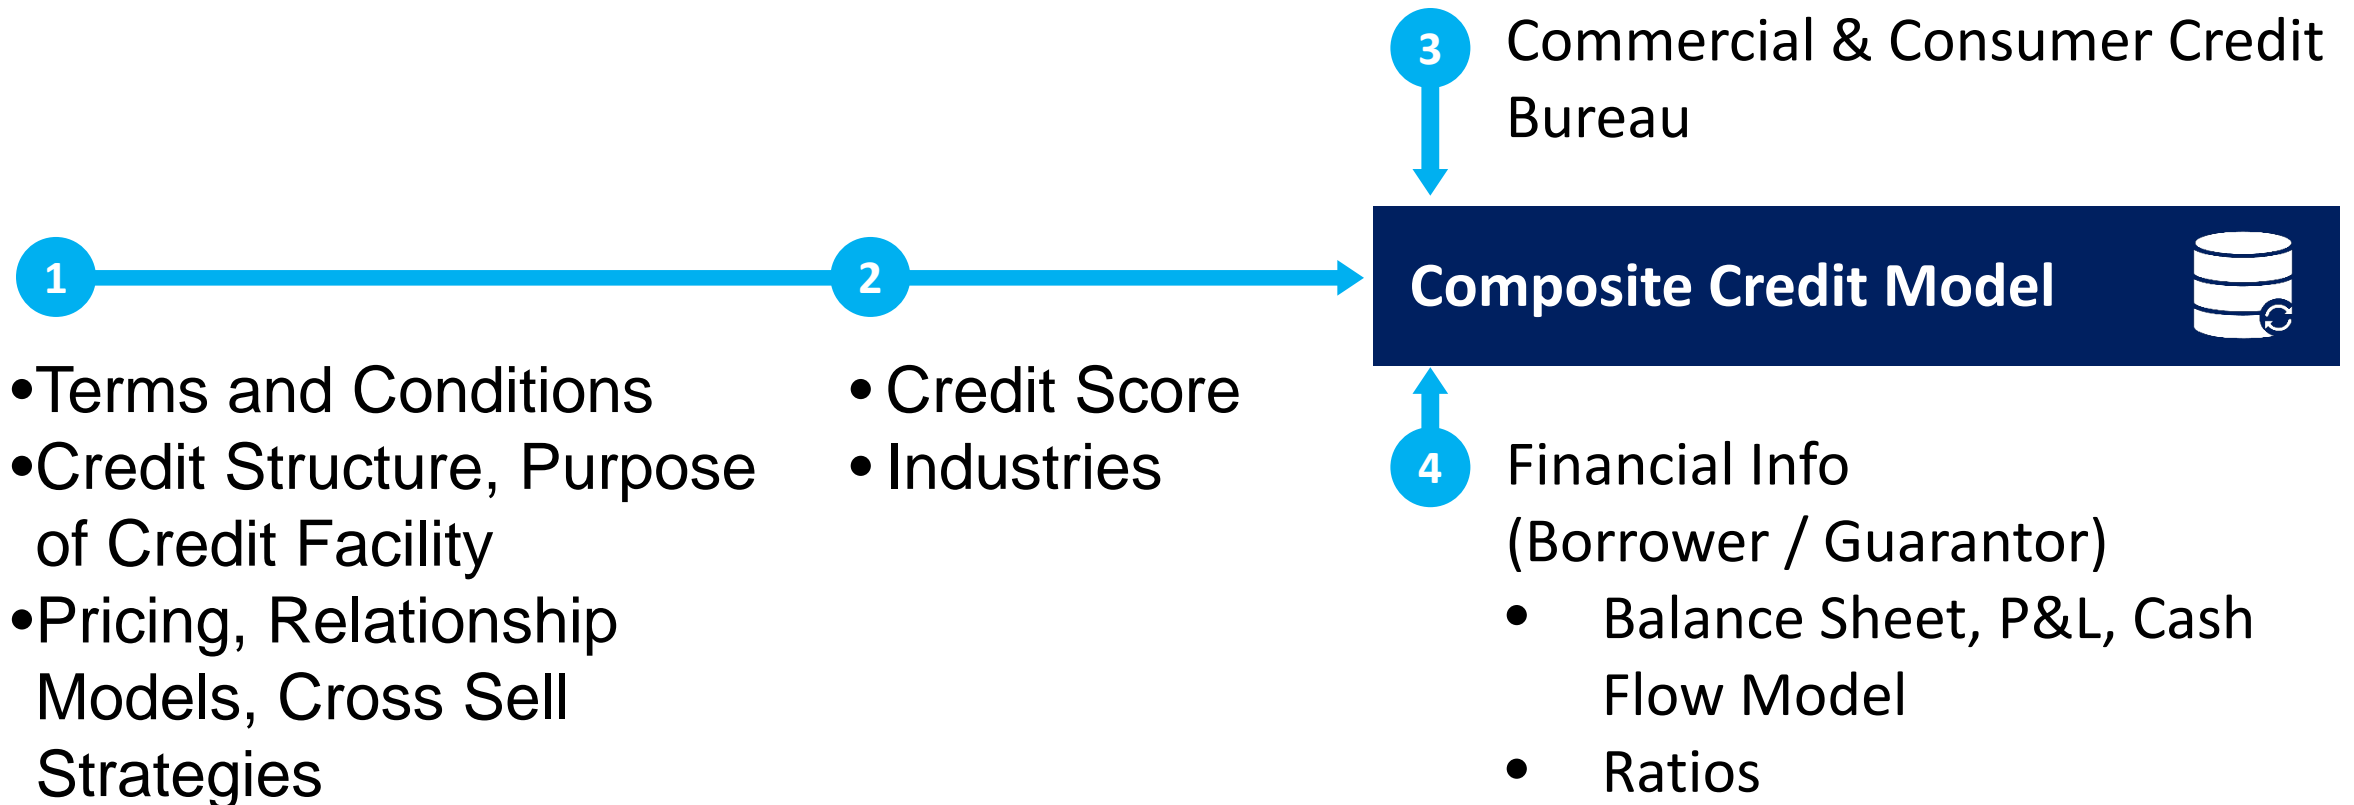 3
Commercial & Consumer Credit
Bureau
1
2
Composite Credit Model
•Terms and Conditions
•Credit Structure, Purpose
of Credit Facility
•Pricing, Relationship
Models, Cross Sell
Strategies
• Credit Score
• Industries
4
Financial Info
(Borrower / Guarantor)
• Balance Sheet, P&L, Cash
Flow Model
• Ratios